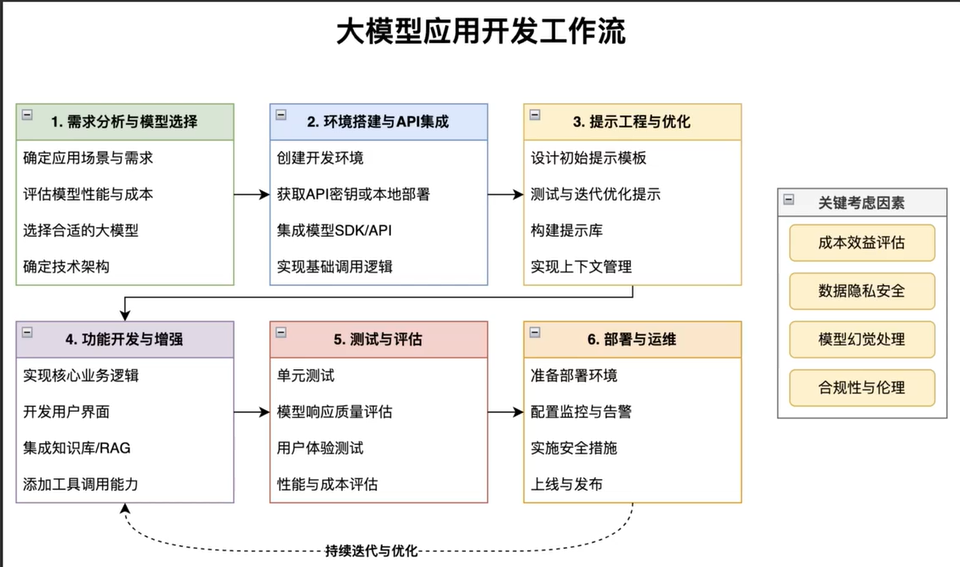 大模型应用开发工作流
1. 需求分析与模型选择
确定应用场景与需求
评估模型性能与成本
选择合适的大模型
确定技术架构
2. 环境搭建与API集成
创建开发环境
获取API密钥或本地部署
集成模型SDK/API
实现基础调用逻辑
3. 提示工程与优化
设计初始提示模板
测试与迭代优化提示
构建提示库
实现上下文管理
4. 功能开发与增强
实现核心业务逻辑
开发用户界面
集成知识库/RAG
添加工具调用能力
5. 测试与评估
单元测试
模型响应质量评估
用户体验测试
性能与成本评估
6. 部署与运维
准备部署环境
配置监控与告警
实施安全措施
上线与发布
持续迭代与优化
关键考虑因素
成本效益评估
数据隐私安全
模型幻觉处理
合规性与伦理